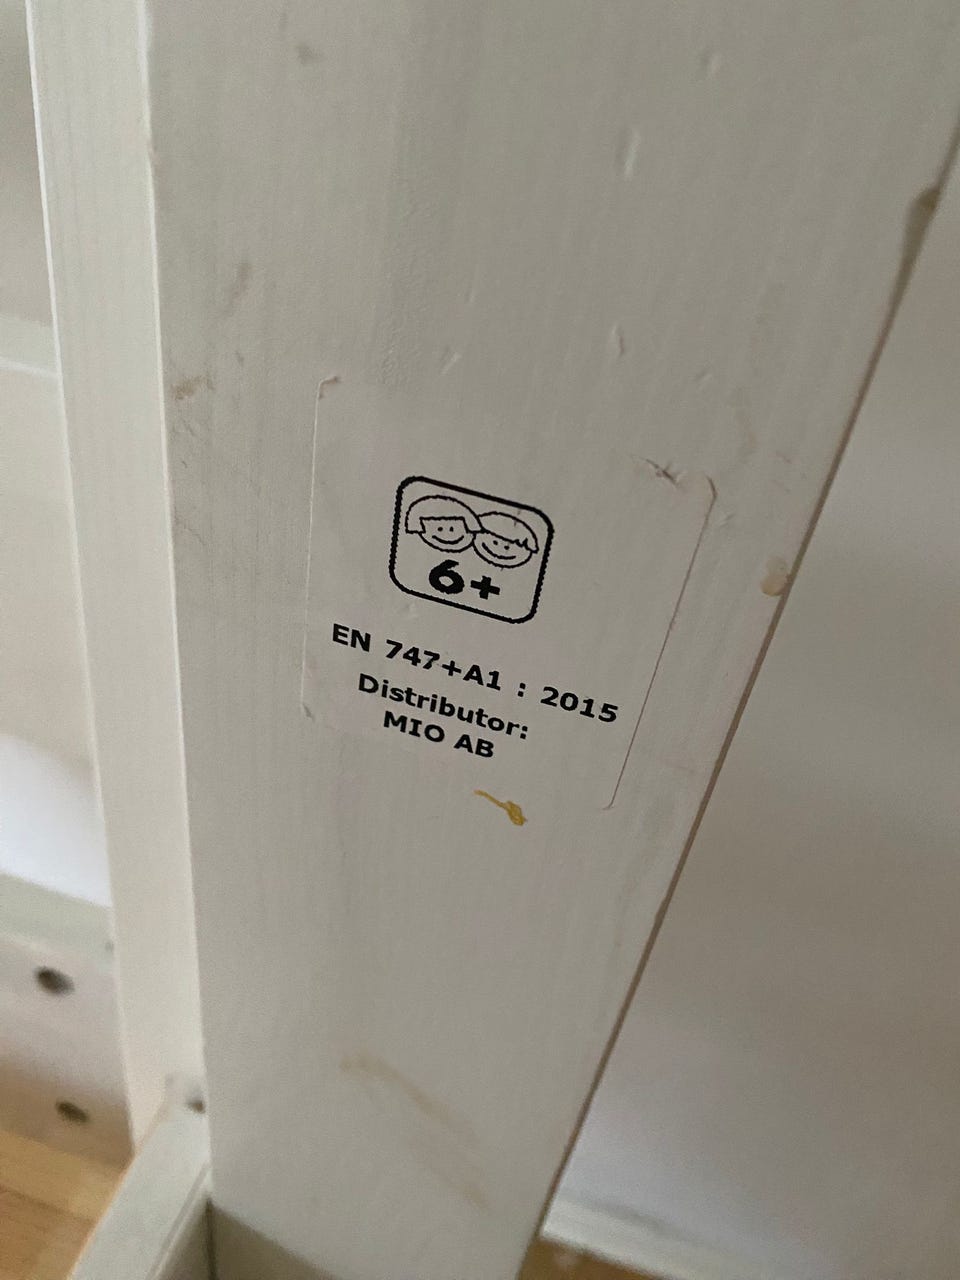 6+
EN 747+A1 : 2015
Distributor:
MIO AB